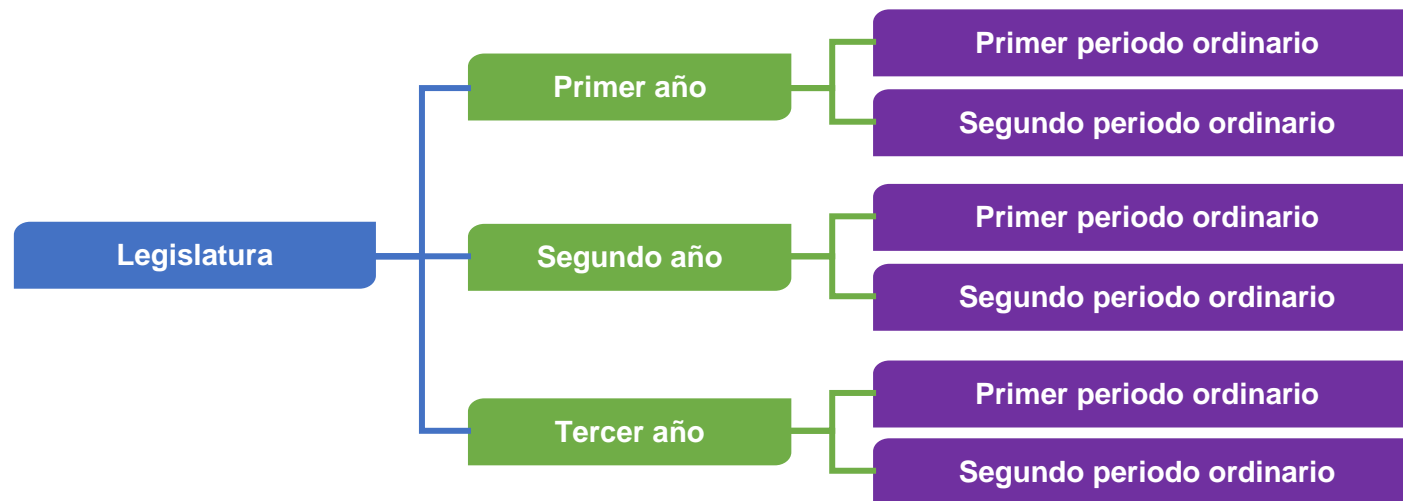 Legislatura
Primer año
Primer periodo ordinario
Segundo periodo ordinario
Segundo año
Primer periodo ordinario
Segundo periodo ordinario
Tercer año
Primer periodo ordinario
Segundo periodo ordinario